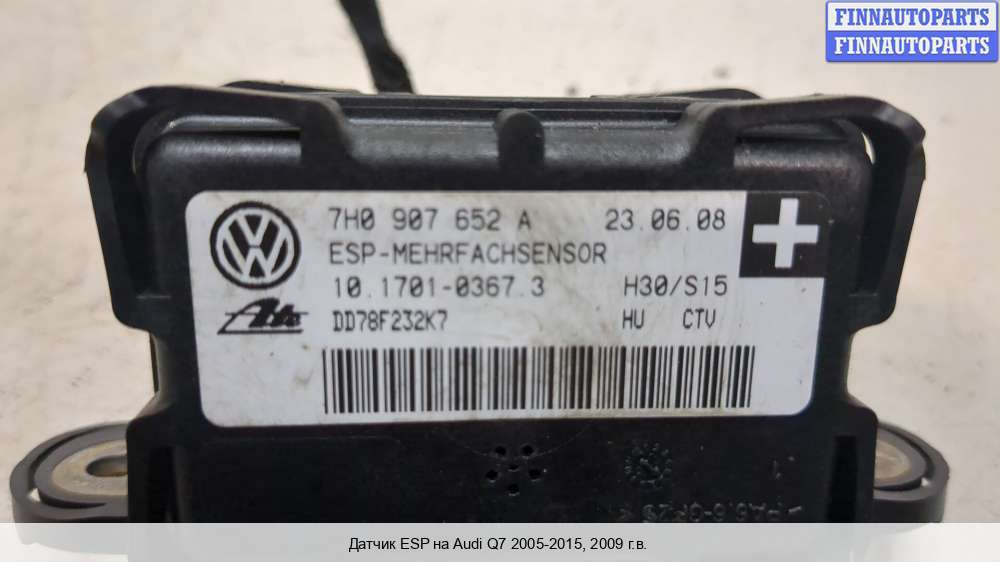 FINNAUTOPARTS
FINNAUTOPARTS
7H0 907 652 A 23.06.08
ESP-MEHRFACHSENSOR
10.1701-0367.3 H30/S15
Ate DD78F232K7 HU CTV
Датчик ESP на Audi Q7 2005-2015, 2009 г.в.